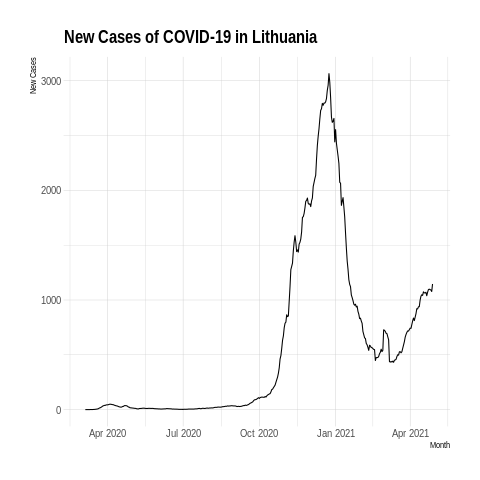 New Cases of COVID-19 in Lithuania
New Cases
3000
2000
1000
0
Apr 2020 Jul 2020 Oct 2020 Jan 2021 Apr 2021
Month